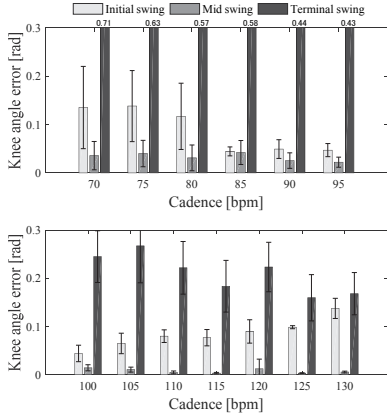 Initial swing Mid swing Terminal swing
0.71 0.63 0.57 0.58 0.44 0.43
0.3
0.2
0.1
0
Knee angle error [rad]
70 75 80 85 90 95
Cadence [bpm]
0.3
0.2
0.1
0
Knee angle error [rad]
100 105 110 115 120 125 130
Cadence [bpm]